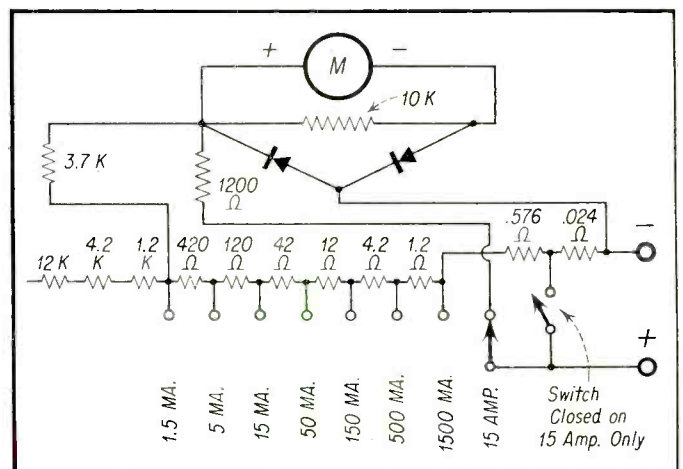 + M −
10 K
3.7 K
1200
Ω
.576
Ω
.024
Ω
−
12 K
4.2
K
1.2
K
420
Ω
120
Ω
42
Ω
12
Ω
4.2
Ω
1.2
Ω
+
1.5 MA.
5 MA.
15 MA.
50 MA.
150 MA.
500 MA.
1500 MA.
15 AMP.
Switch
Closed on
15 Amp. Only